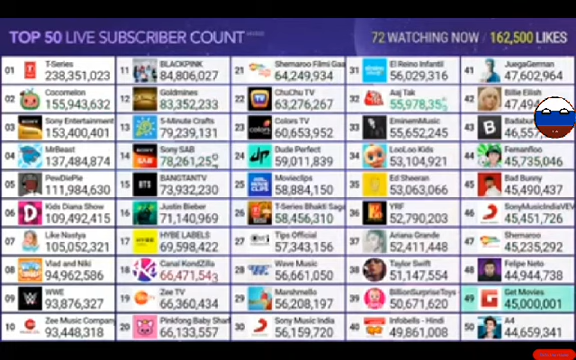 TOP 50 LIVE SUBSCRIBER COUNT
72 WATCHING NOW / 162,500 LIKES
01 T-Series
238,351,023
02 Cocomelon
155,943,632
03 Sony Entertainment
153,400,401
04 MrBeast
137,484,874
05 PewDiePie
111,984,630
06 Kids Diana Show
109,492,415
07 Like Nastya
105,052,321
08 Vlad and Niki
94,962,586
09 WWE
93,876,327
10 Zee Music Company
93,448,318
11 BLACKPINK
84,806,027
12 Goldmines
83,352,233
13 5-Minute Crafts
79,239,131
14 Sony SAB
78,261,25
15 BANGTANTV
73,932,230
16 Justin Bieber
71,140,969
17 HYBE LABELS
69,598,422
18 Canal KondZilla
66,471,54
19 Zee TV
66,360,434
20 Pinkfong Baby Shar
66,133,557
21 Shemaroo Filmi Gaa
64,249,934
22 ChuChu TV
63,276,267
23 Colors TV
60,653,952
24 Dude Perfect
59,011,839
25 Movieclips
58,884,150
26 T-Series Bhakti Saga
58,456,310
27 Tips Official
57,343,156
28 Wave Music
56,661,050
29 Marshmello
56,208,197
30 Sony Music India
56,159,720
31 El Reino Infantil
56,029,316
32 Aaj Tak
55,978,35
33 EminemMusic
55,652,245
34 LooLoo Kids
53,104,921
35 Ed Sheeran
53,063,066
36 YRF
52,790,203
37 Ariana Grande
52,411,448
38 Taylor Swift
51,147,554
39 BillionSurpriseToys
50,671,620
40 Infobells - Hindi
49,861,008
41 JuegaGerman
47,602,964
42 Billie Eilish
47,494
43 Badabun
46,557
44 Fernanfloo
45,735,046
45 Bad Bunny
45,490,437
46 SonyMusicIndiaVEV
45,451,726
47 Shemaroo
45,235,292
48 Felipe Neto
44,944,738
49 Get Movies
45,000,001
50 A4
44,659,341